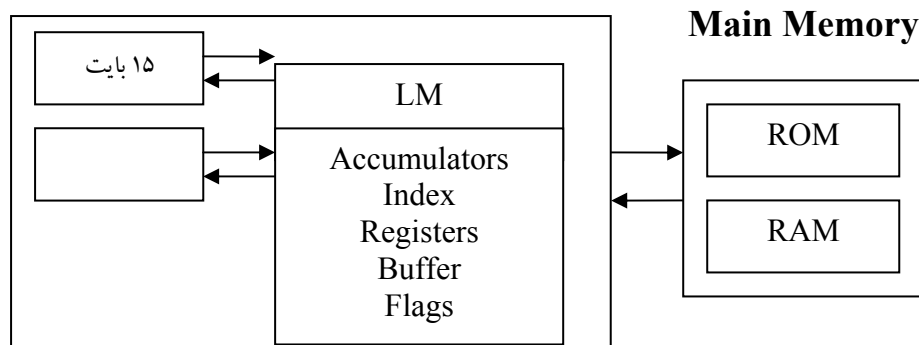 Main Memory
۱۵ بایت
LM
ROM
Accumulators
Index
Registers
Buffer
Flags
RAM